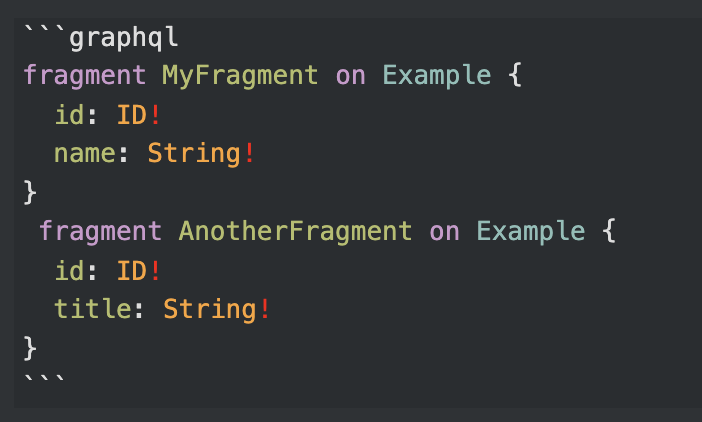 ```graphql
fragment MyFragment on Example {
  id: ID!
  name: String!
}
 fragment AnotherFragment on Example {
  id: ID!
  title: String!
}
```